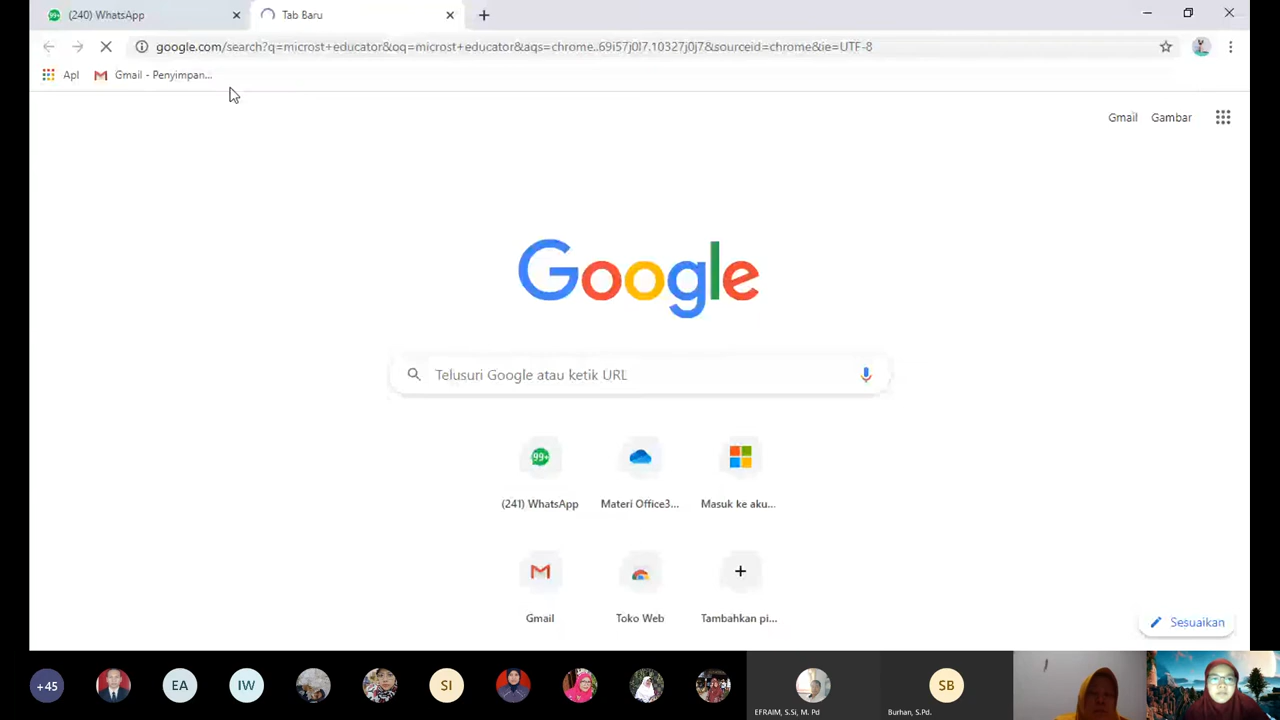 99+ (240) WhatsApp
Tab Baru
google.com/search?q=microst+educator&oq=microst+educator&aqs=chrome..69i57j0l7.10327j0j7&sourceid=chrome&ie=UTF-8
Apl
Gmail - Penyimpan...
Gmail
Gambar
Google
Telusuri Google atau ketik URL
99+
(241) WhatsApp
Materi Office3...
Masuk ke aku...
Gmail
Toko Web
Tambahkan pi...
Sesuaikan
+45
EA
IW
SI
EFRAIM, S.Si, M. Pd
SB
Burhan, S.Pd.